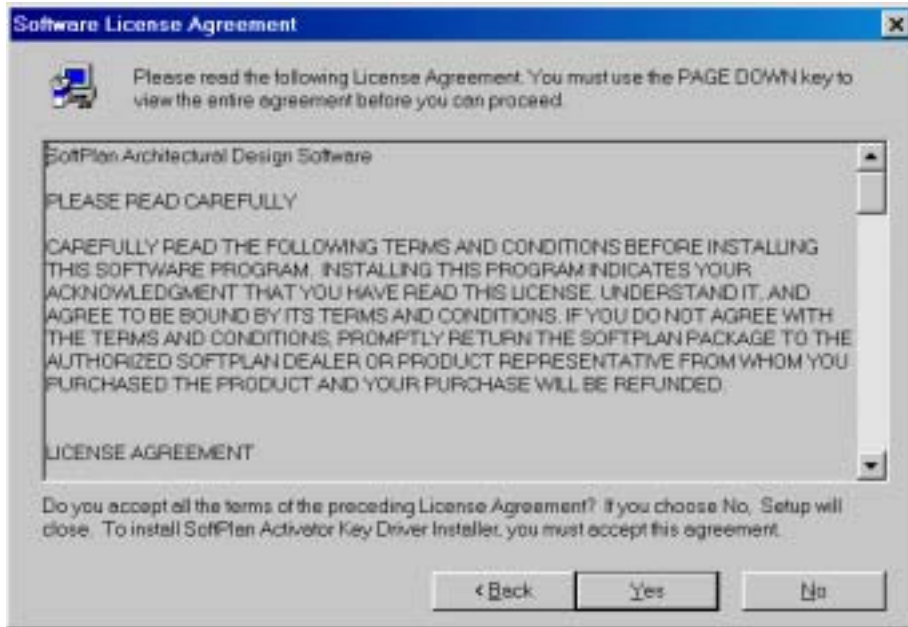 Software License Agreement
Please read the following License Agreement. You must use the PAGE DOWN key to
view the entire agreement before you can proceed.
SoftPlan Architectural Design Software
PLEASE READ CAREFULLY
CAREFULLY READ THE FOLLOWING TERMS AND CONDITIONS BEFORE INSTALLING
THIS SOFTWARE PROGRAM. INSTALLING THIS PROGRAM INDICATES YOUR
ACKNOWLEDGMENT THAT YOU HAVE READ THIS LICENSE, UNDERSTAND IT, AND
AGREE TO BE BOUND BY ITS TERMS AND CONDITIONS. IF YOU DO NOT AGREE WITH
THE TERMS AND CONDITIONS, PROMPTLY RETURN THE SOFTPLAN PACKAGE TO THE
AUTHORIZED SOFTPLAN DEALER OR PRODUCT REPRESENTATIVE FROM WHOM YOU
PURCHASED THE PRODUCT AND YOUR PURCHASE WILL BE REFUNDED.
LICENSE AGREEMENT
Do you accept all the terms of the preceding License Agreement? If you choose No, Setup will
close. To install SoftPlan Activator Key Driver Installer, you must accept this agreement.
< Back
Yes
No